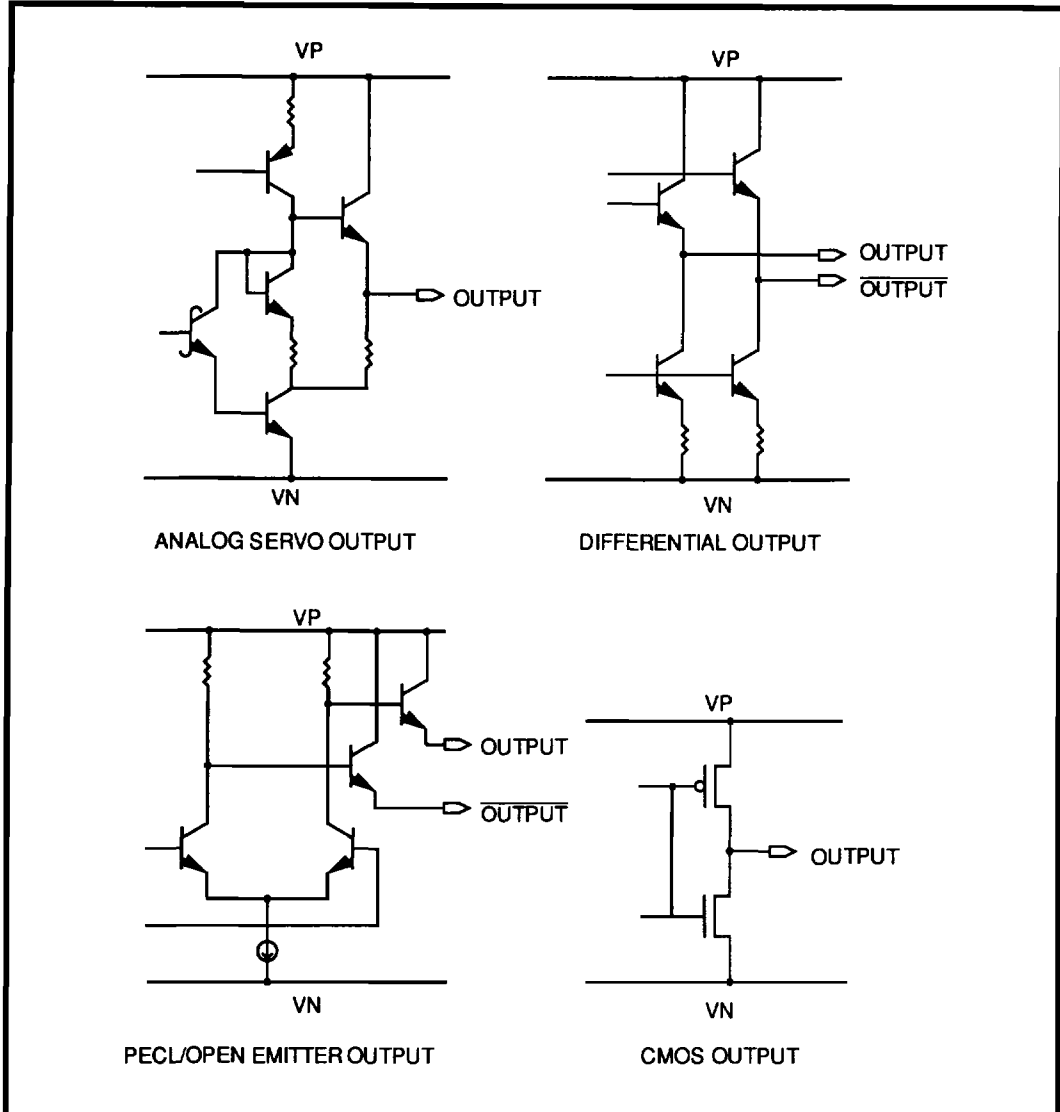 VP
OUTPUT
VN
ANALOG SERVO OUTPUT
VP
OUTPUT
OUTPUT
VN
DIFFERENTIAL OUTPUT
VP
OUTPUT
OUTPUT
VN
PECL/OPEN EMITTER OUTPUT
VP
OUTPUT
VN
CMOS OUTPUT